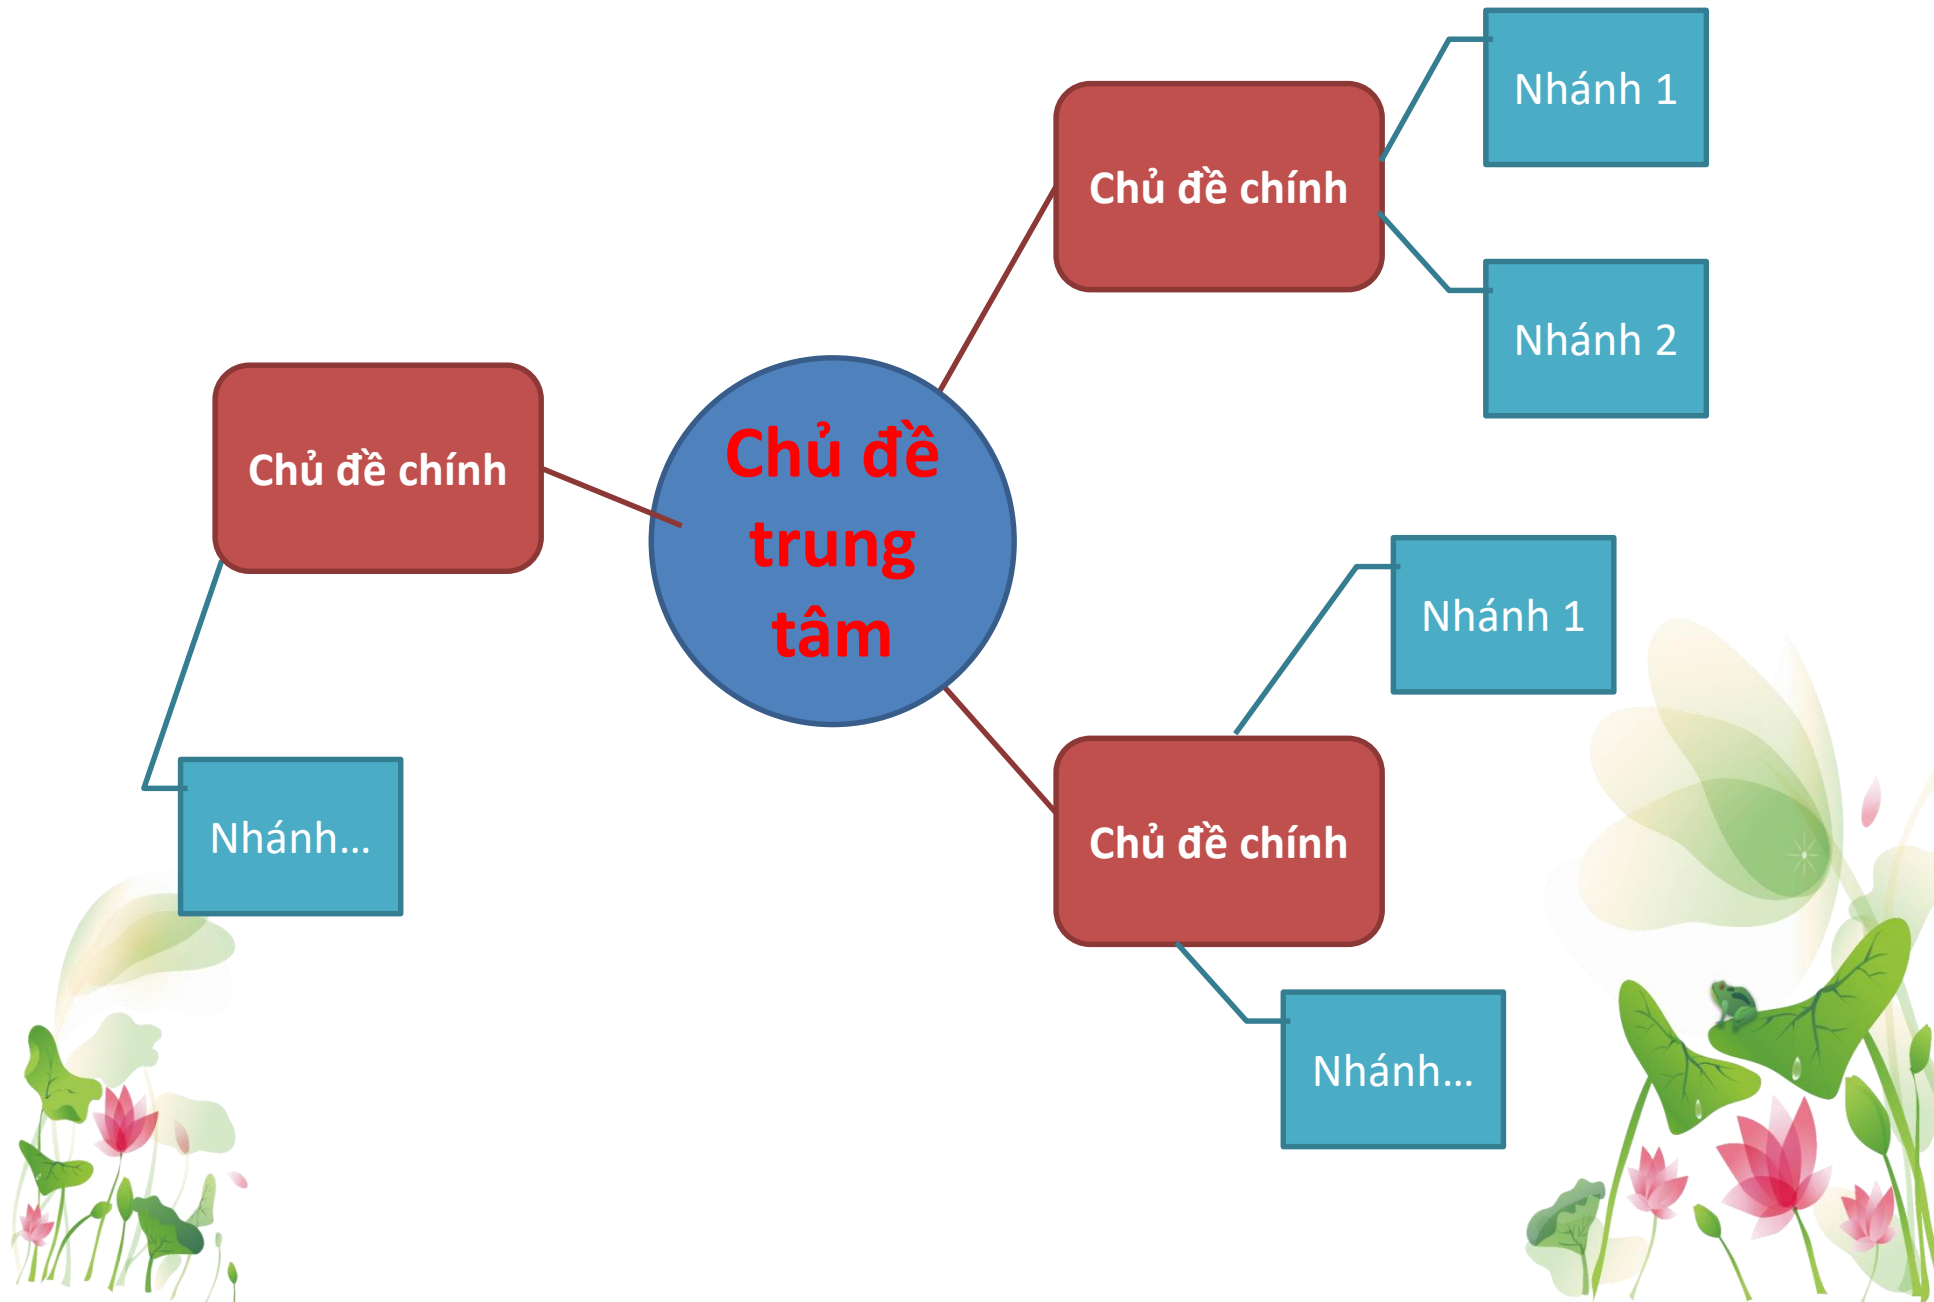 Nhánh 1
Chủ đề chính
Nhánh 2
Chủ đề
trung
tâm
Chủ đề chính
Nhánh 1
Nhánh...
Chủ đề chính
Nhánh...